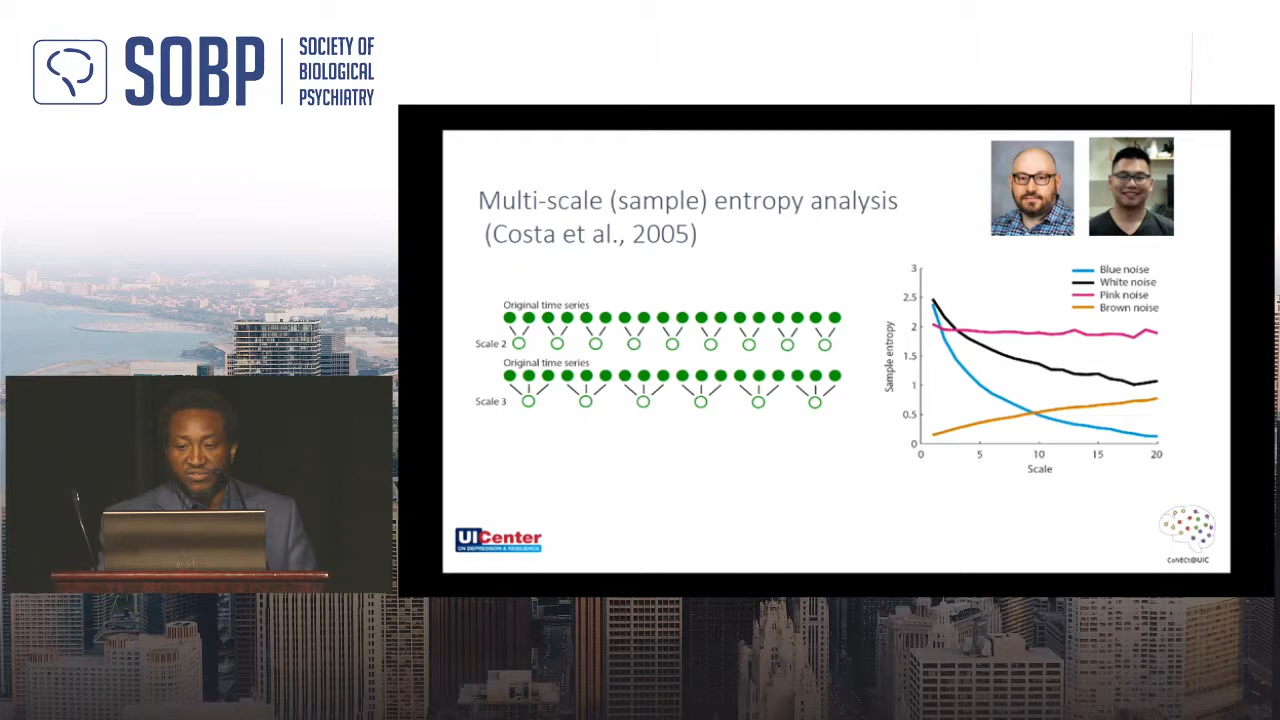 SOBP
SOCIETY OF
BIOLOGICAL
PSYCHIATRY
Multi-scale (sample) entropy analysis
(Costa et al., 2005)
Original time series
Scale 2
Original time series
Scale 3
Blue noise
White noise
Pink noise
Brown noise
Sample entropy
3
2.5
2
1.5
1
0.5
0
0
5
10
15
20
Scale
UICenter
ON DEPRESSION & RESILIENCE
CoNECt@UIC